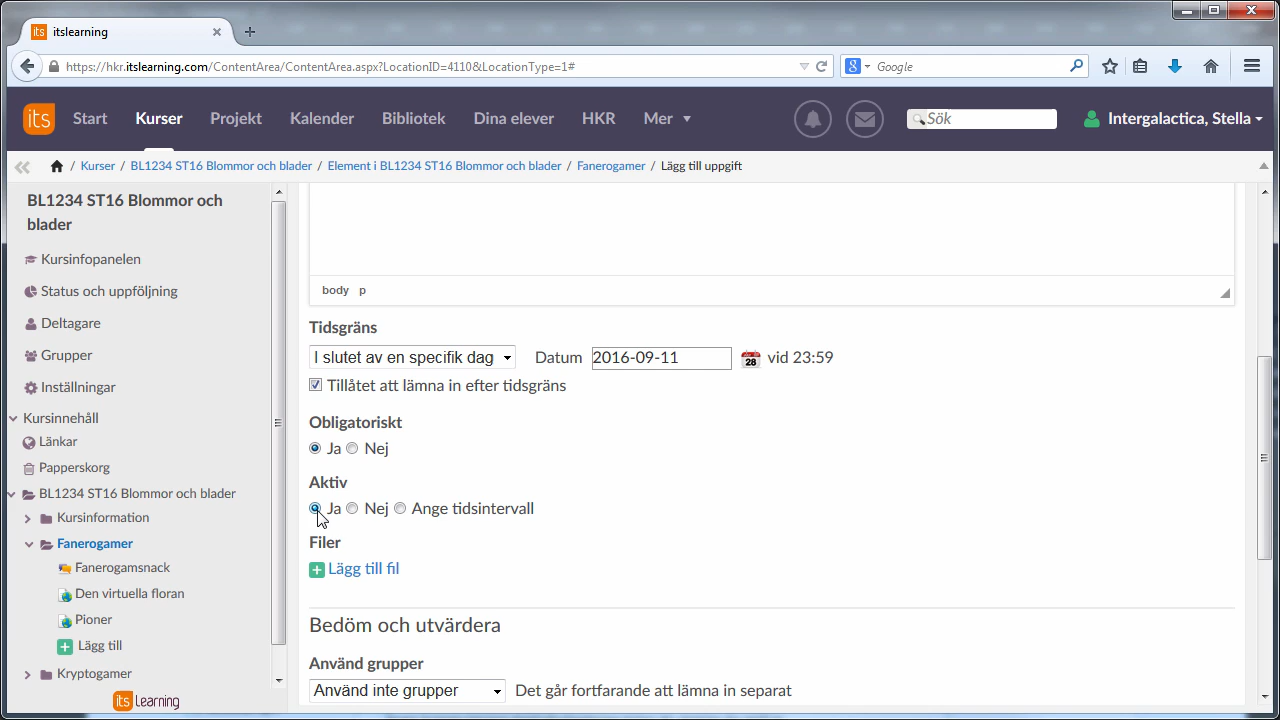 itslearning
https://hkr.itslearning.com/ContentArea/ContentArea.aspx?LocationID=4110&LocationType=1#
Google
its
Start
Kurser
Projekt
Kalender
Bibliotek
Dina elever
HKR
Mer
Sök
Intergalactica, Stella
/ Kurser / BL1234 ST16 Blommor och blader / Element i BL1234 ST16 Blommor och blader / Fanerogamer / Lägg till uppgift
BL1234 ST16 Blommor och
blader
Kursinfopanelen
Status och uppföljning
Deltagare
Grupper
Inställningar
Kursinnehåll
Länkar
Papperskorg
BL1234 ST16 Blommor och blader
Kursinformation
Fanerogamer
Fanerogamsnack
Den virtuella floran
Pioner
Lägg till
Kryptogamer
its Learning
body p
Tidsgräns
I slutet av en specifik dag Datum 2016-09-11 28 vid 23:59
Tillåtet att lämna in efter tidsgräns
Obligatoriskt
Ja Nej
Aktiv
Ja Nej Ange tidsintervall
Filer
Lägg till fil
Bedöm och utvärdera
Använd grupper
Använd inte grupper Det går fortfarande att lämna in separat